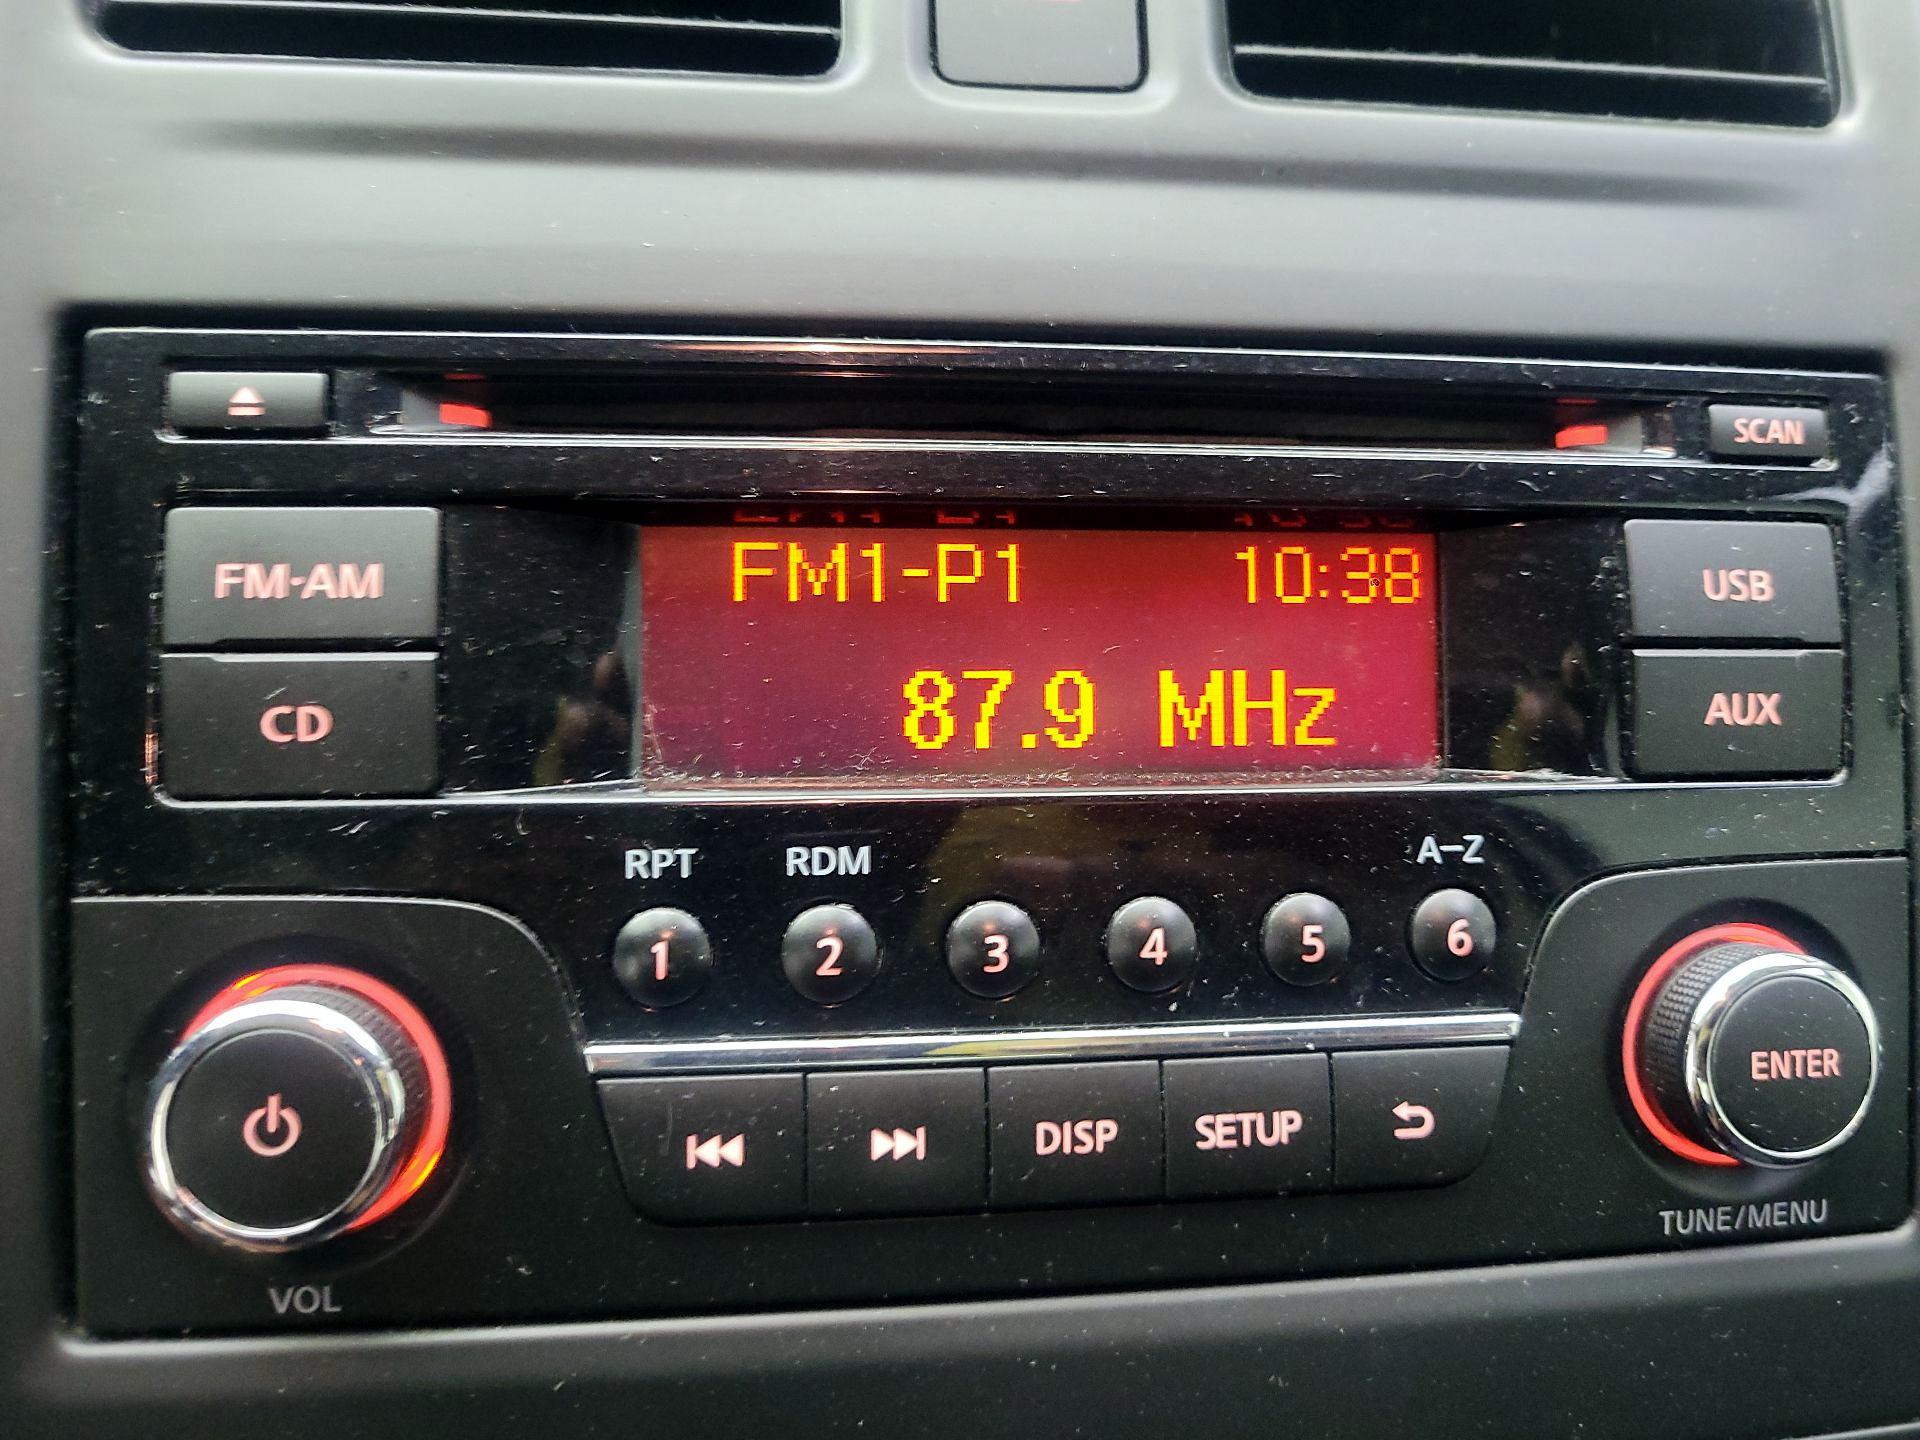 SCAN
FM-AM
FM1-P1 10:38
USB
CD
87.9 MHz
AUX
RPT RDM A-Z
1 2 3 4 5 6
ENTER
DISP SETUP
TUNE/MENU
VOL